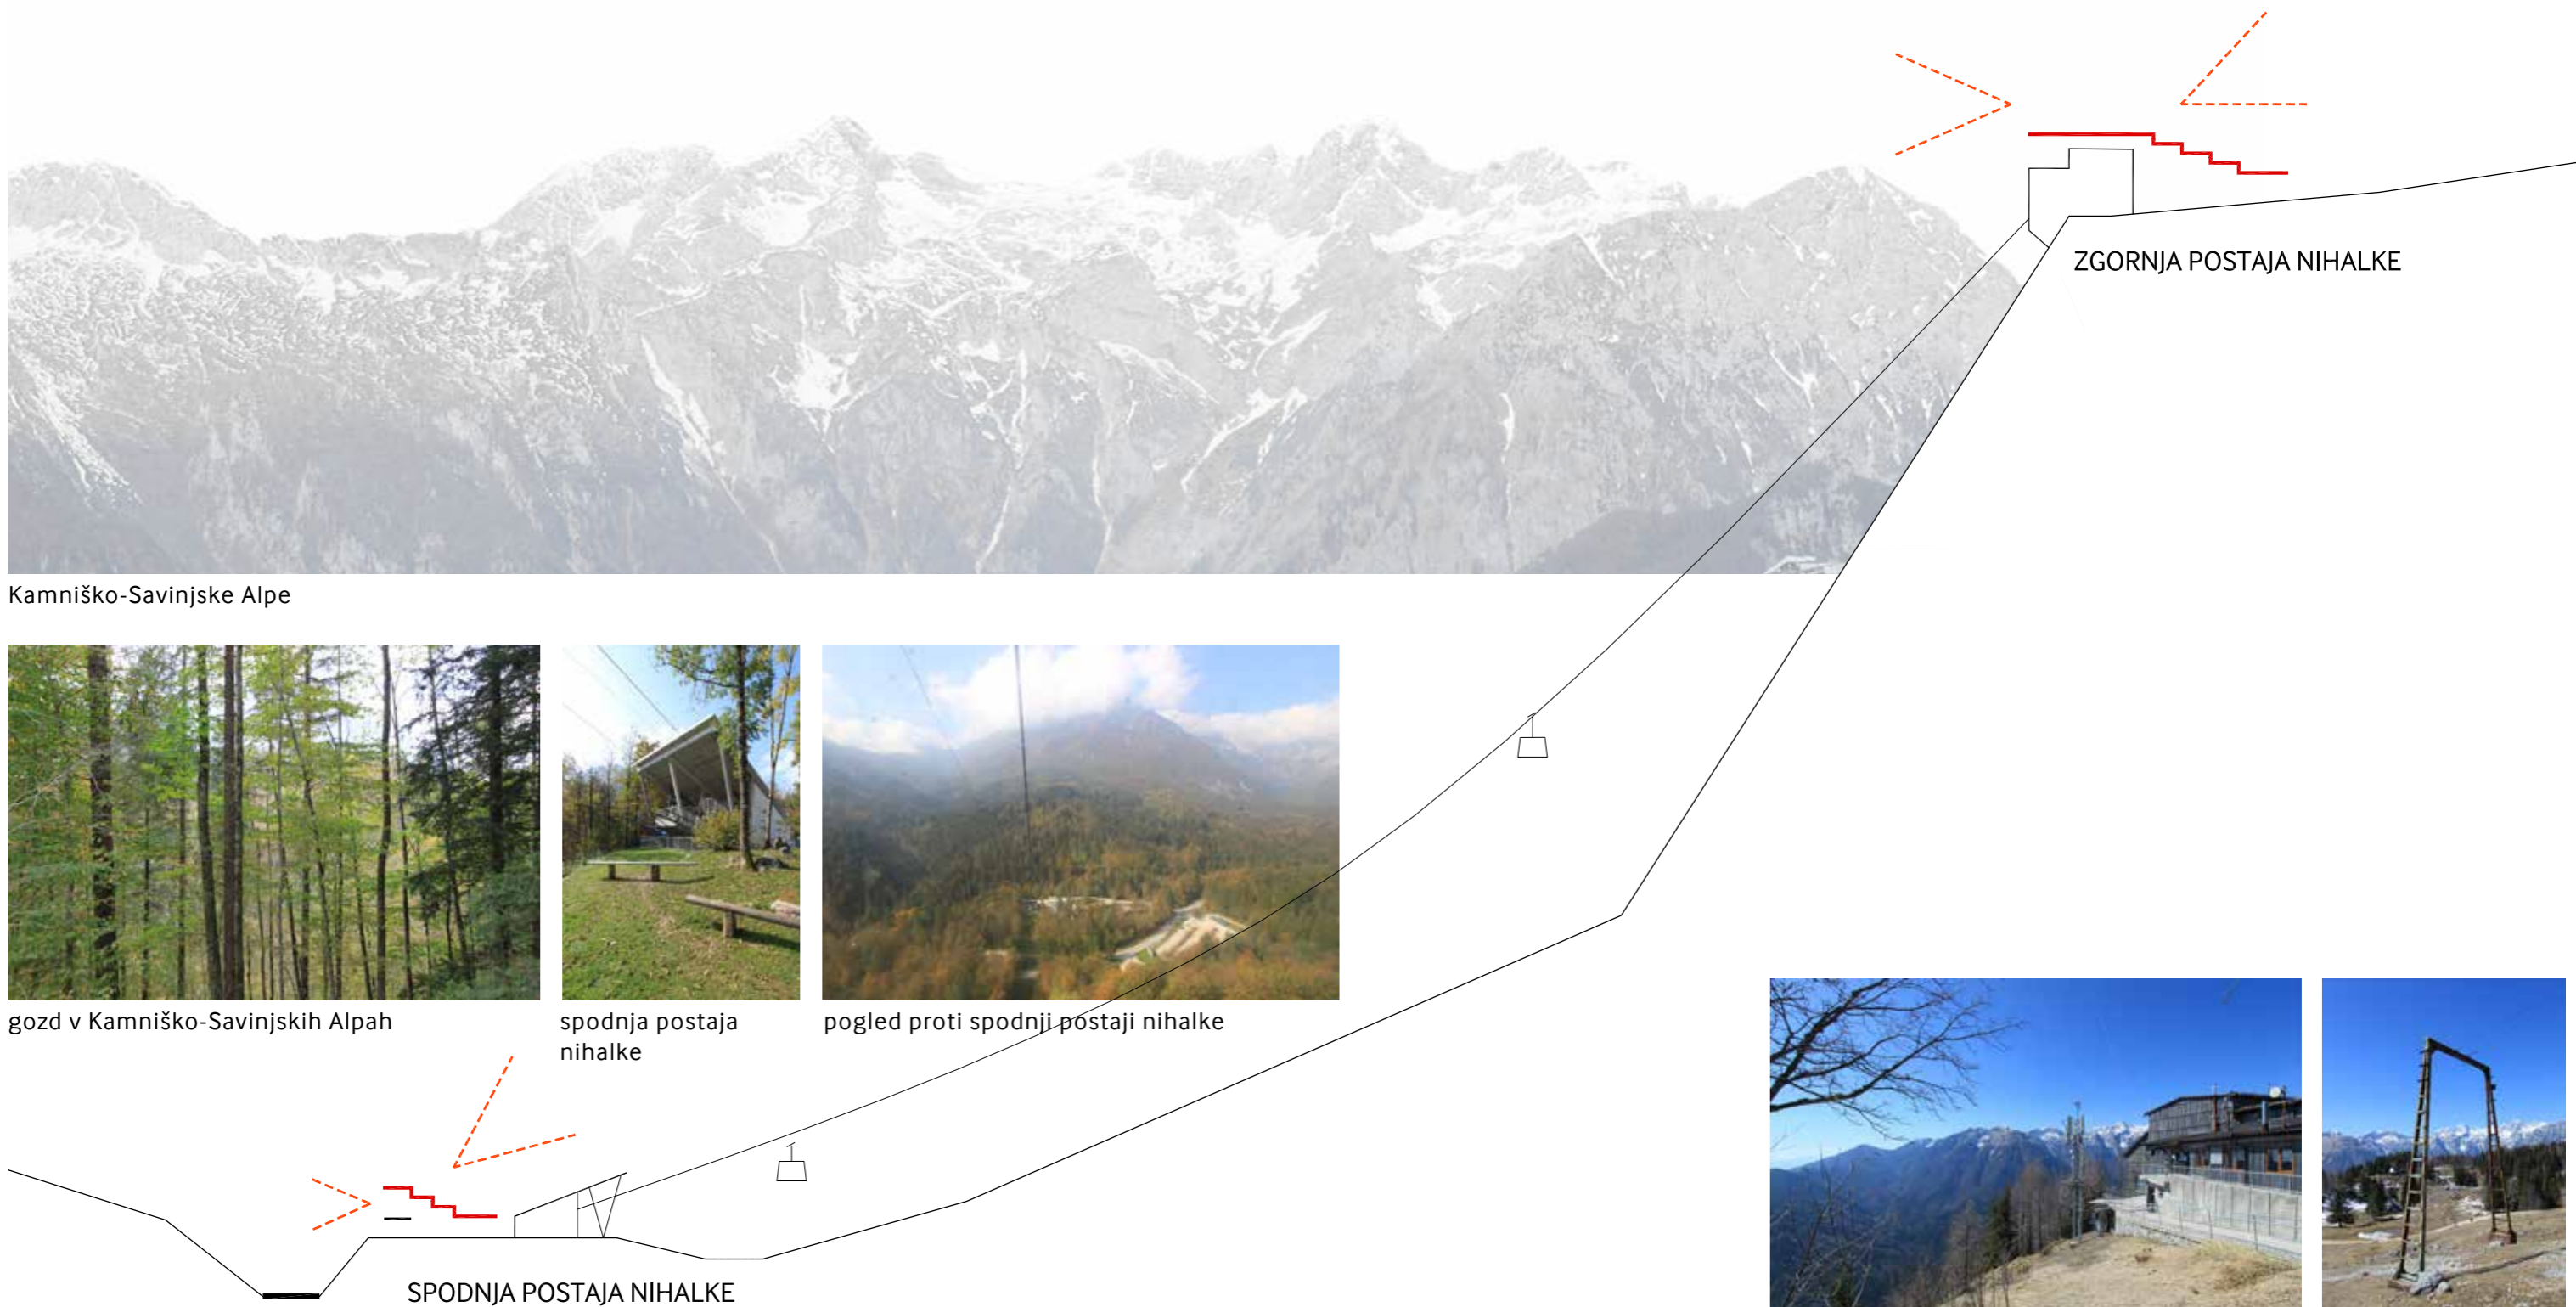 ZGORNJA POSTAJA NIHALKE
Kamniško-Savinjske Alpe
gozd v Kamniško-Savinjskih Alpah
spodnja postaja
nihalke
pogled proti spodnji postaji nihalke
SPODNJA POSTAJA NIHALKE